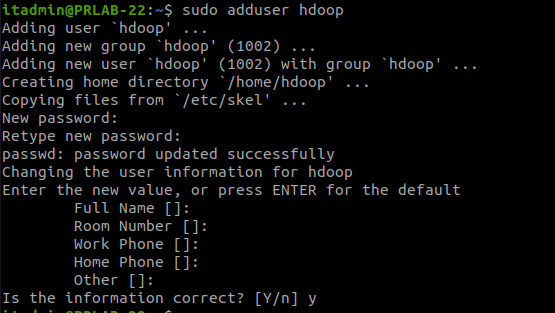 itadmin@PRLAB-22:~$ sudo adduser hdoop
Adding user `hdoop' ...
Adding new group `hdoop' (1002) ...
Adding new user `hdoop' (1002) with group `hdoop' ...
Creating home directory `/home/hdoop' ...
Copying files from `/etc/skel' ...
New password:
Retype new password:
passwd: password updated successfully
Changing the user information for hdoop
Enter the new value, or press ENTER for the default
Full Name []:
Room Number []:
Work Phone []:
Home Phone []:
Other []:
Is the information correct? [Y/n] y
itadmin@PRLAB-22:~$